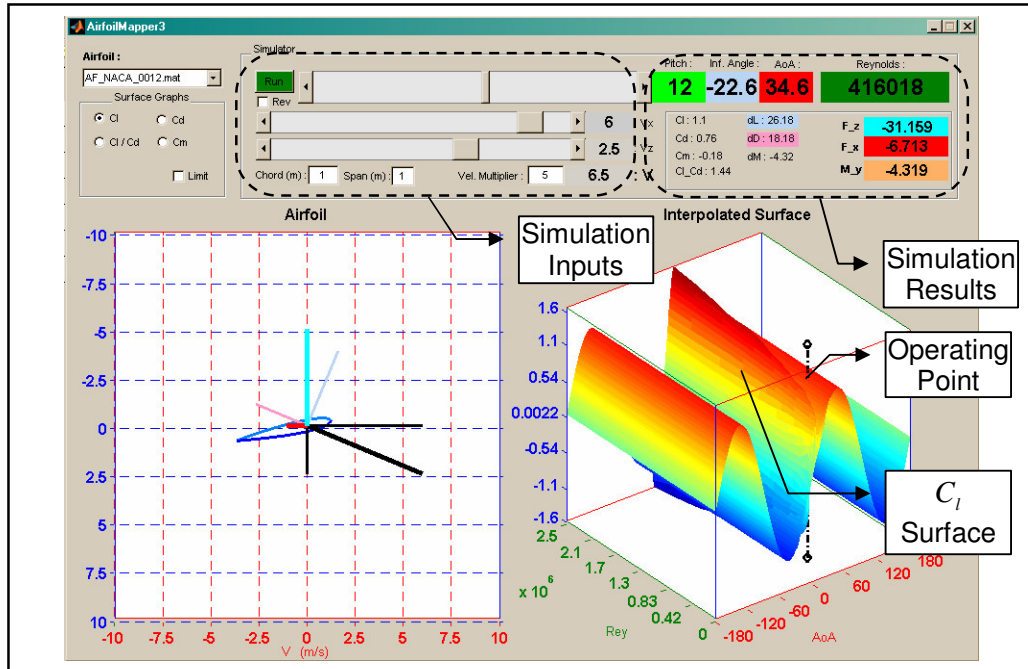 AirfoilMapper3
Airfoil :
AF_NACA_0012.mat
Surface Graphs
Cl
Cd
Cl / Cd
Cm
Limit
Simulator
Run
Rev
6
Vx
2.5
Vz
Chord (m) : 1 Span (m) : 1 Vel. Multiplier : 5 6.5 : V
Pitch : Inf. Angle : AoA : Reynolds :
12 -22.6 34.6 416018
Cl : 1.1 dL : 26.18
Cd : 0.76 dD : 18.18
Cm : -0.18 dM : -4.32
Cl_Cd : 1.44
F_z -31.159
F_x -6.713
M_y -4.319
Airfoil
Simulation
Inputs
Interpolated Surface
Simulation
Results
Operating
Point
C_l
Surface
-10
-7.5
-5
-2.5
0
2.5
5
7.5
10
-10 -7.5 -5 -2.5 0 2.5 5 7.5 10
V (m/s)
1.6
1.1
0.54
0.0022
-0.54
-1.1
-1.6
2.5
2.1
1.7
1.3
0.83
0.42
0
x 10^6
Rey
-180
-120
-60
0
60
120
180
AoA